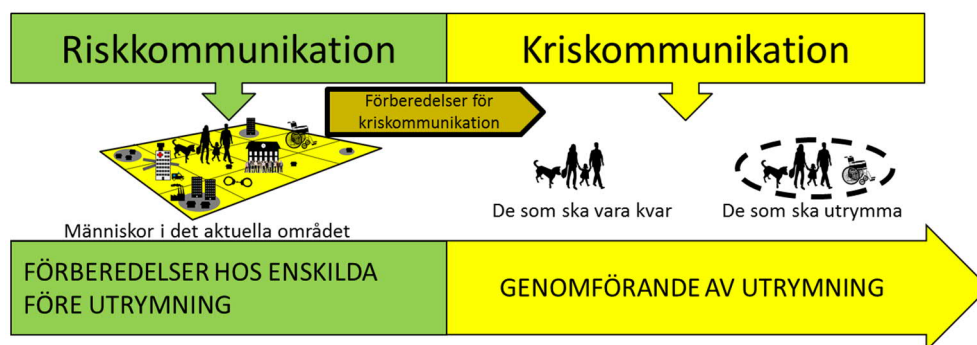 Riskkommunikation
Kriskommunikation
Förberedelser för
kriskommunikation
Människor i det aktuella området
De som ska vara kvar
De som ska utrymma
FÖRBEREDELSER HOS ENSKILDA
FÖRE UTRYMNING
GENOMFÖRANDE AV UTRYMNING